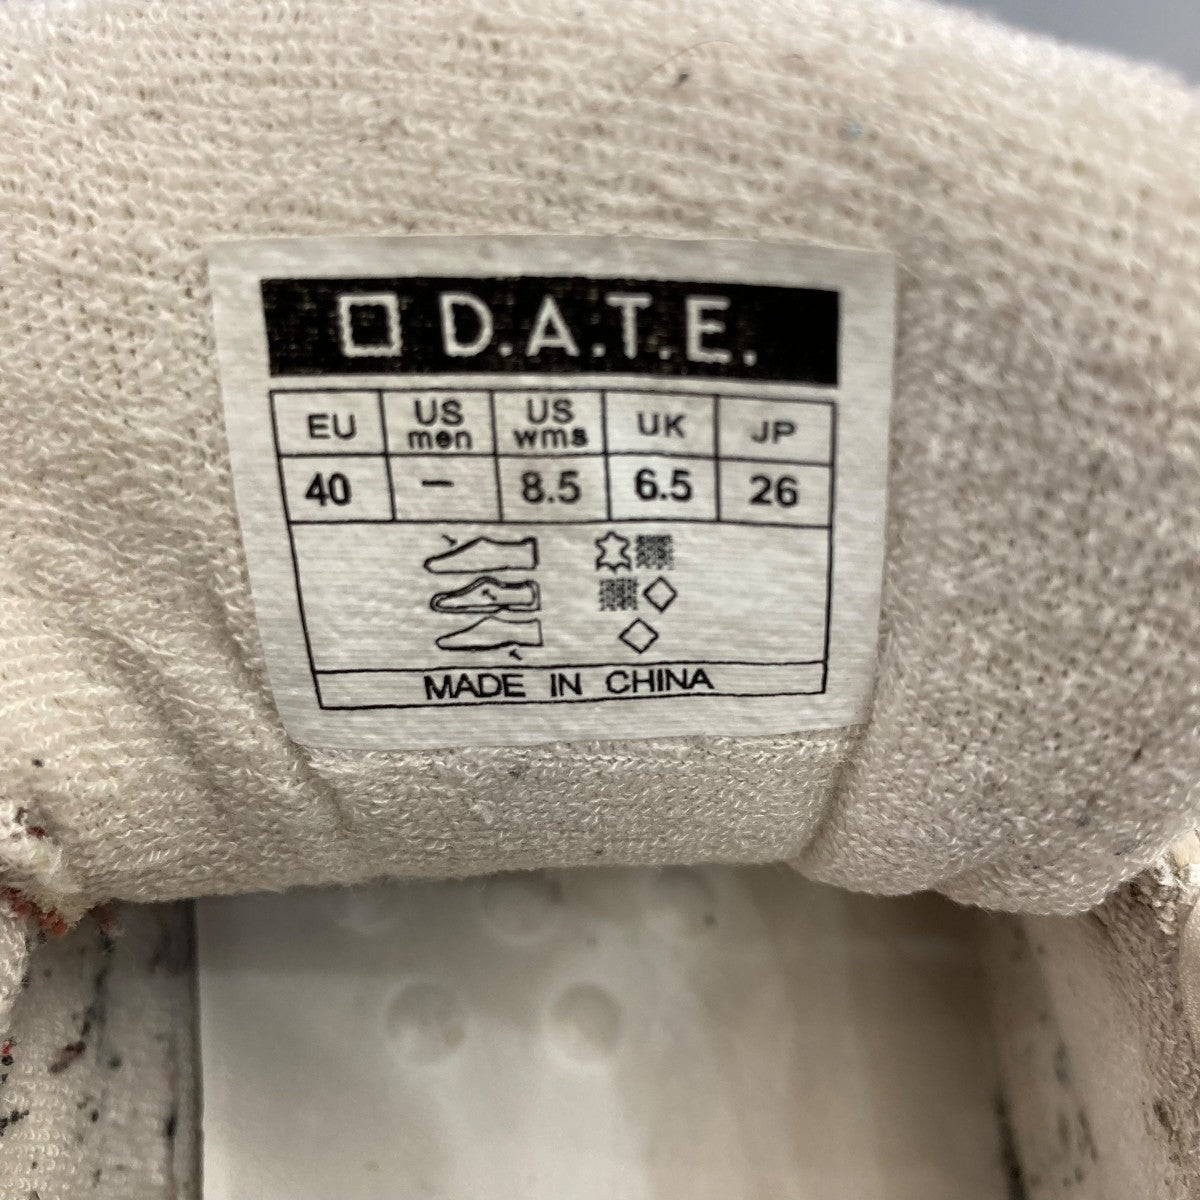 D.A.T.E.
EU US men US wms UK JP
40 – 8.5 6.5 26
MADE IN CHINA